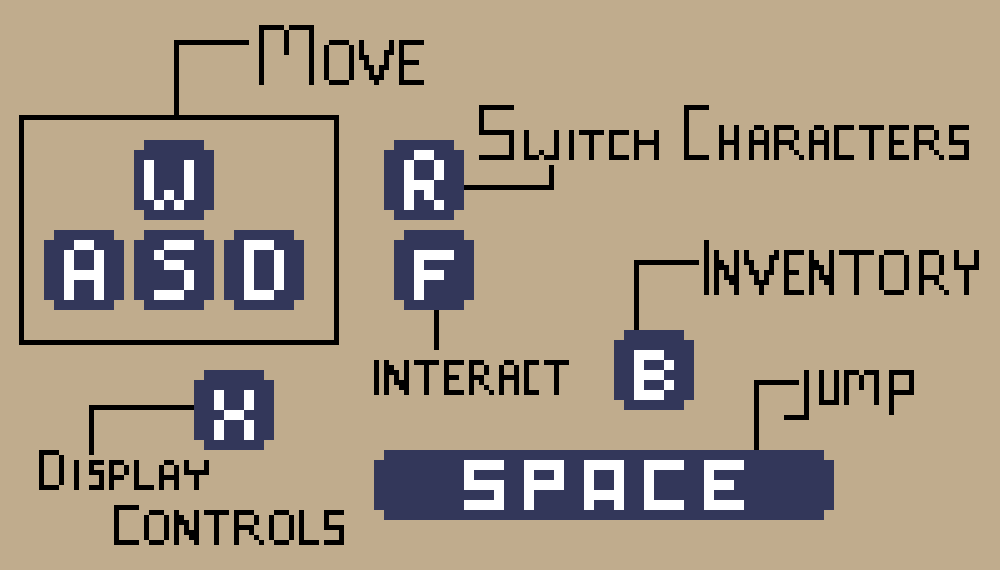 Move
W
A S D
R
Switch Characters
F
Interact
B
Inventory
X
Display
Controls
SPACE
Jump